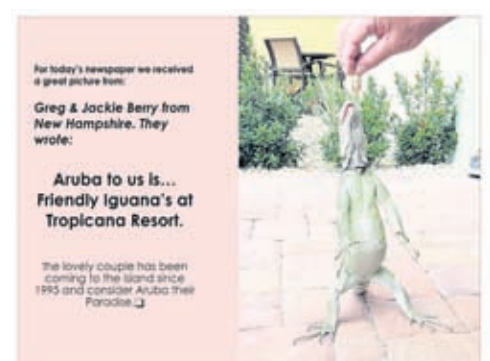 For today's newspaper we received
a great picture from:
Greg & Jackie Berry from
New Hampshire. They
wrote:
Aruba to us is...
Friendly Iguana's at
Tropicana Resort.
The lovely couple has been
coming to the island since
1995 and consider Aruba their
Paradise.❏